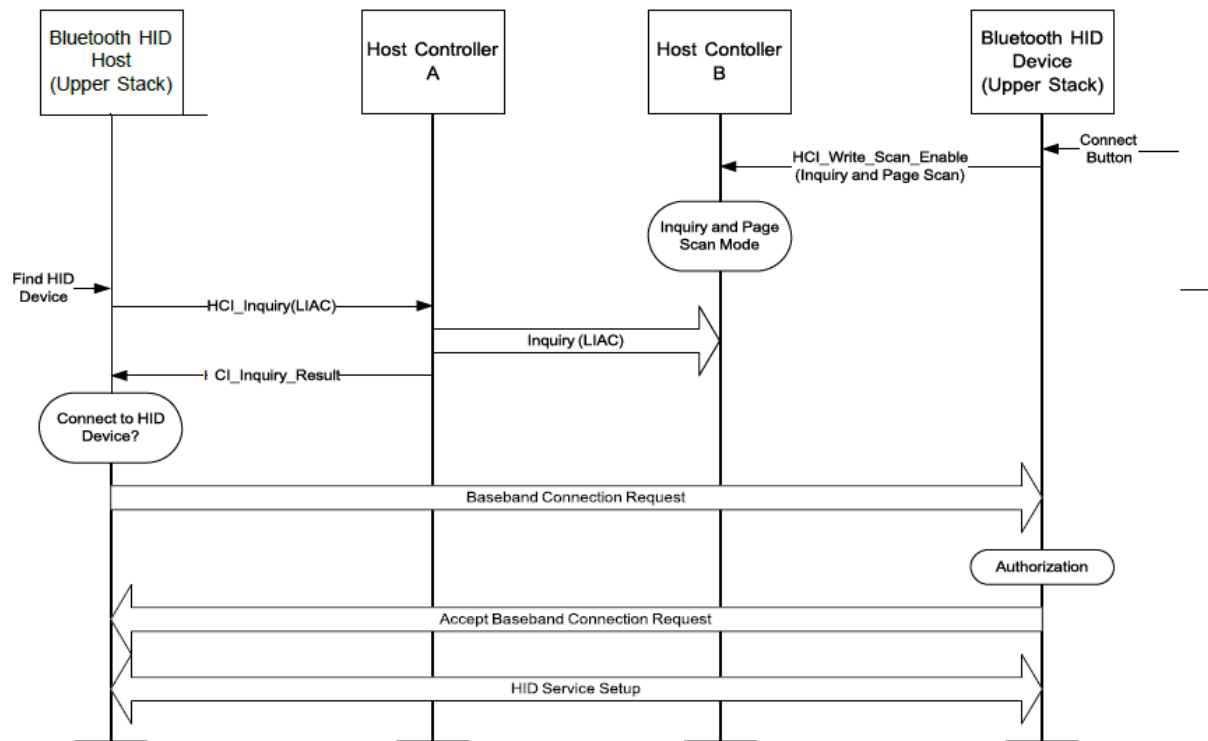 Bluetooth HID
Host
(Upper Stack)
Host Controller
A
Host Contoller
B
Bluetooth HID
Device
(Upper Stack)
Connect
Button
HCI_Write_Scan_Enable
(Inquiry and Page Scan)
Inquiry and Page
Scan Mode
Find HID
Device
HCI_Inquiry(LIAC)
Inquiry (LIAC)
HCI_Inquiry_Result
Connect to HID
Device?
Baseband Connection Request
Authorization
Accept Baseband Connection Request
HID Service Setup